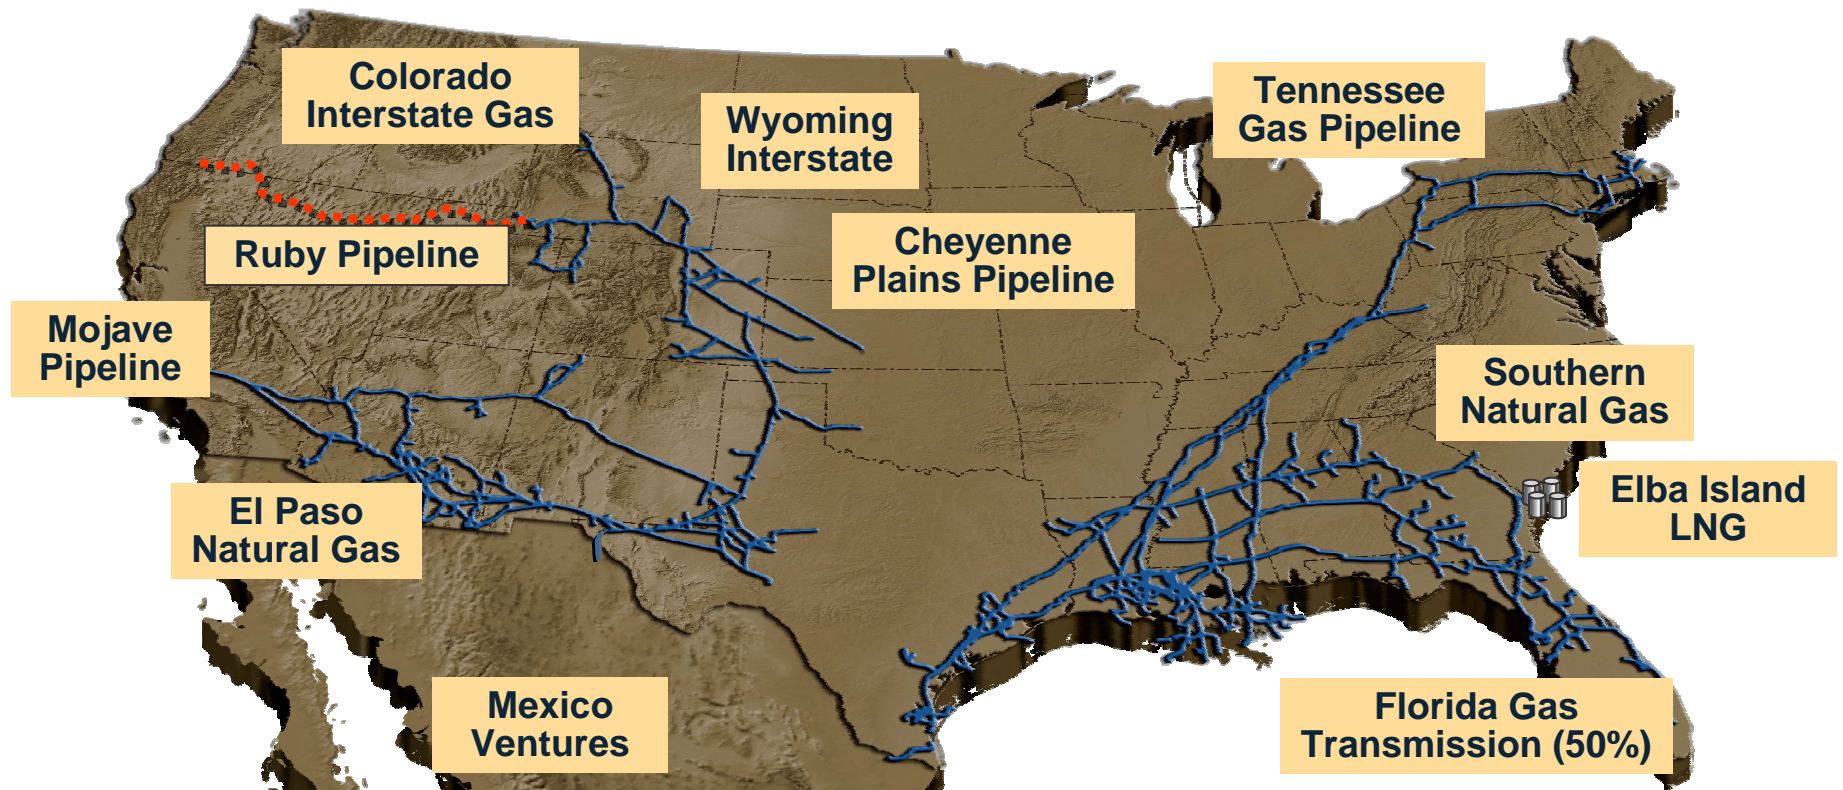 Colorado
Interstate Gas
Wyoming
Interstate
Tennessee
Gas Pipeline
Ruby Pipeline
Cheyenne
Plains Pipeline
Mojave
Pipeline
Southern
Natural Gas
El Paso
Natural Gas
Elba Island
LNG
Mexico
Ventures
Florida Gas
Transmission (50%)